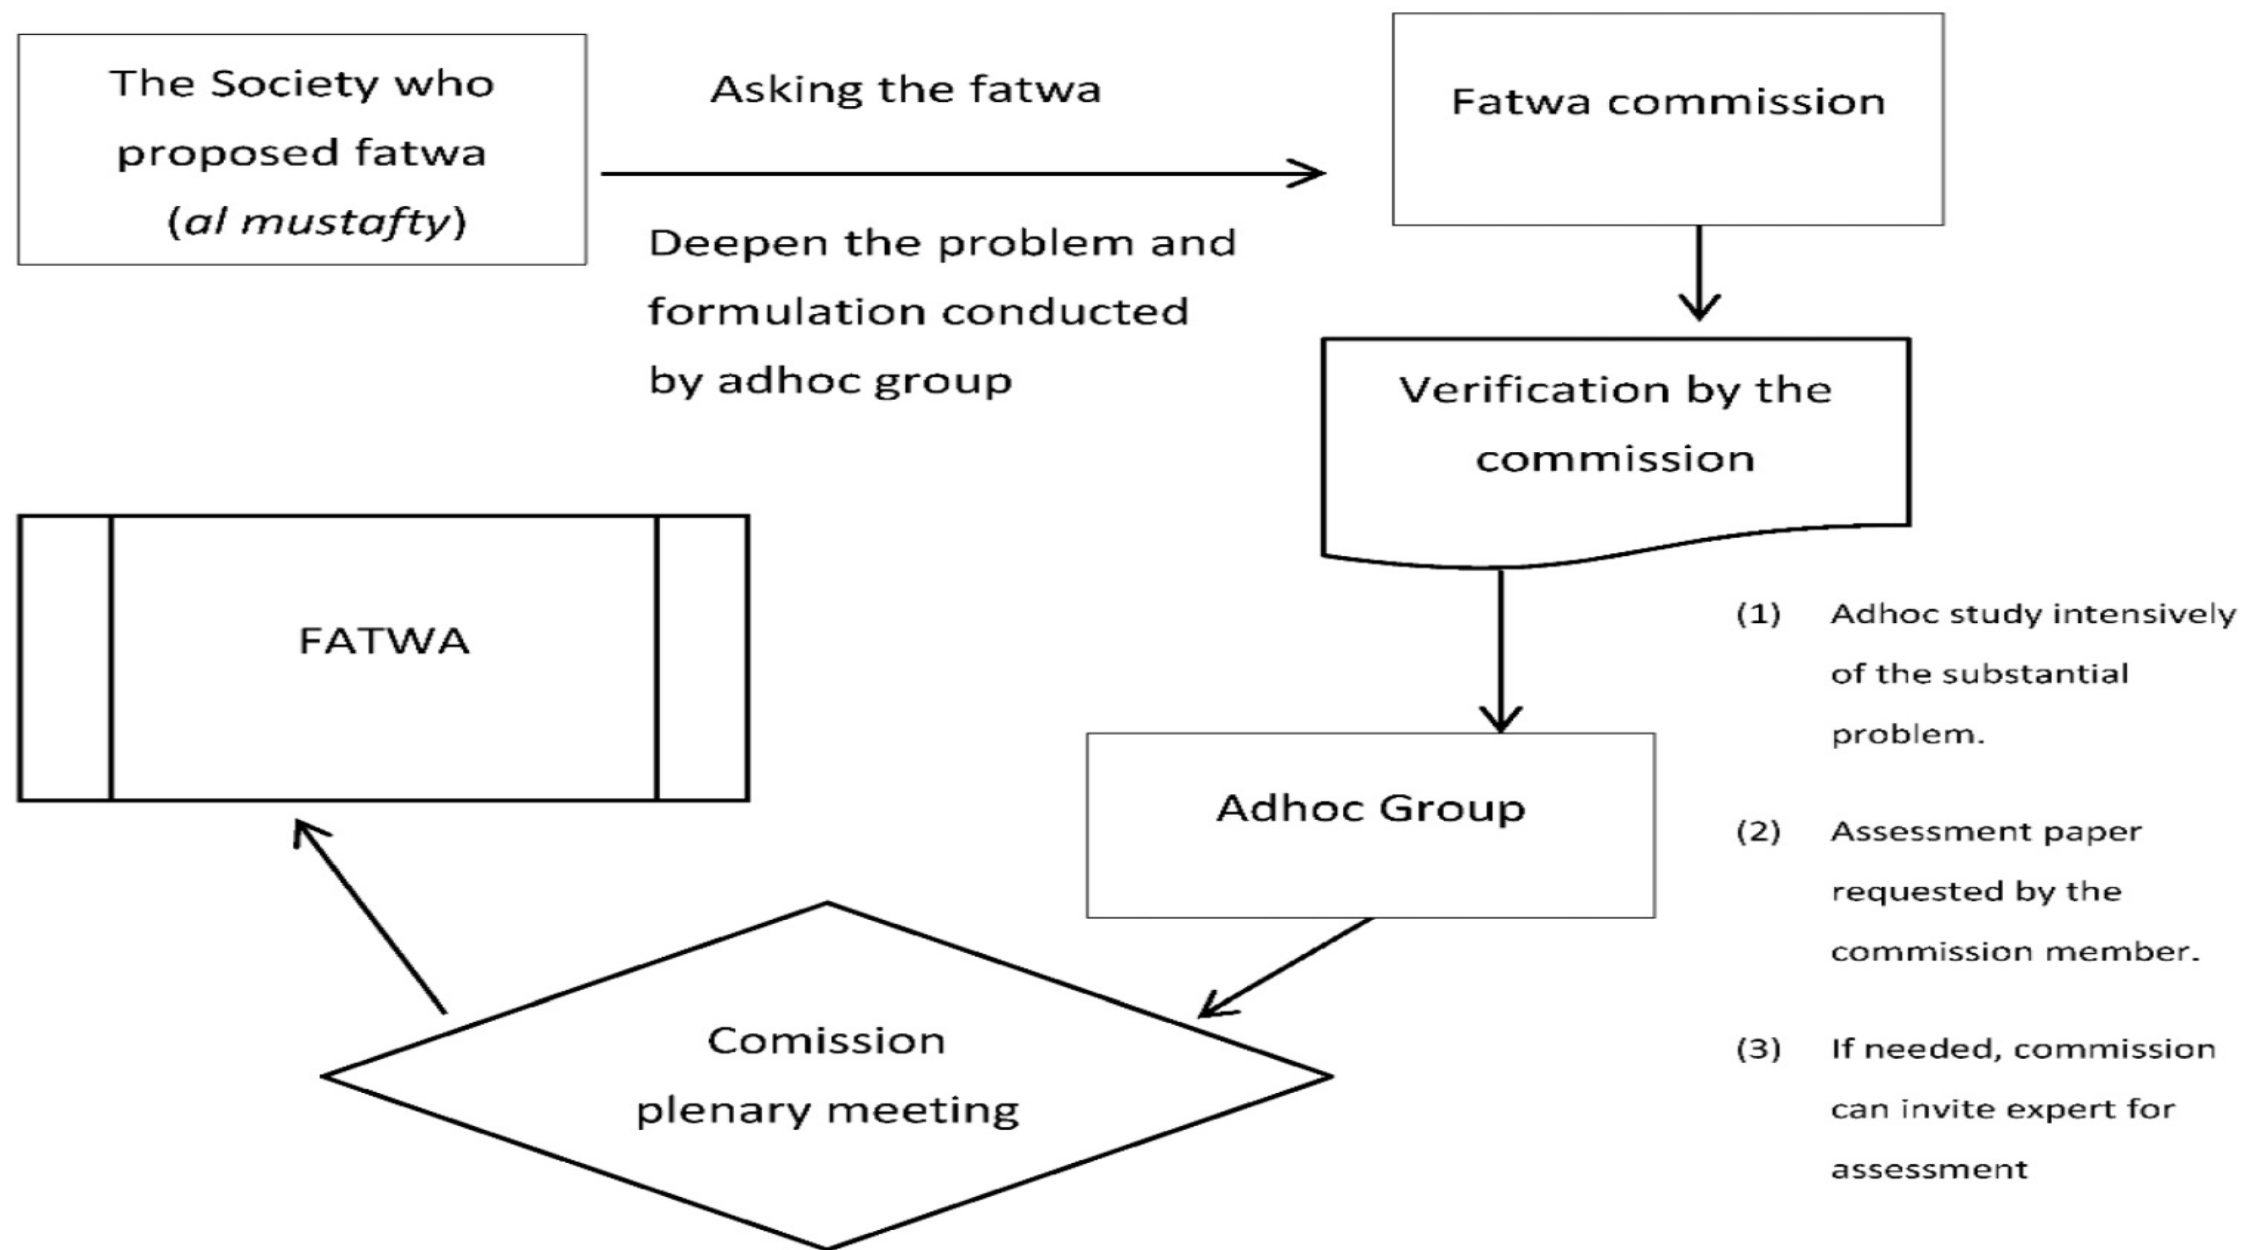 The Society who
proposed fatwa
(al mustafty)
Asking the fatwa
Deepen the problem and
formulation conducted
by adhoc group
Fatwa commission
Verification by the
commission
Adhoc Group
(1) Adhoc study intensively
of the substantial
problem.
(2) Assessment paper
requested by the
commission member.
(3) If needed, commission
can invite expert for
assessment
Comission
plenary meeting
FATWA